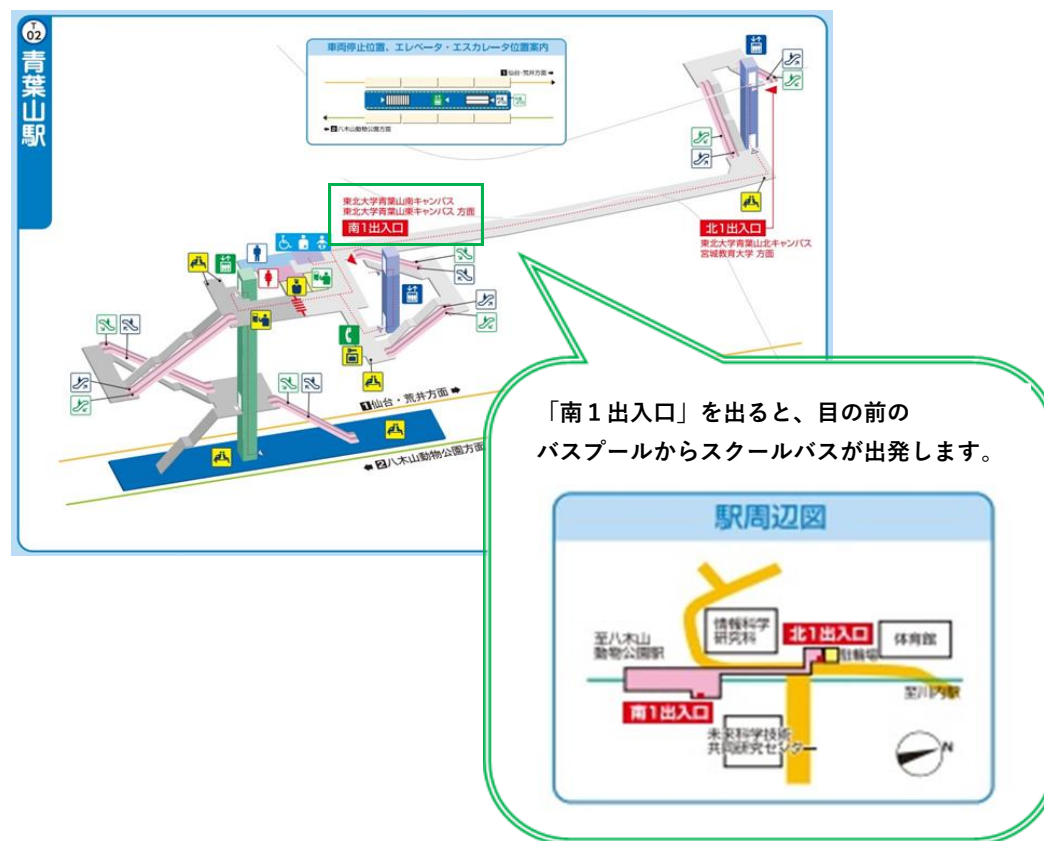 T
02
青葉山駅
車両停止位置、エレベータ・エスカレータ位置案内
1仙台・荒井方面➡
⬅2八木山動物公園方面
東北大学青葉山南キャンパス
東北大学青葉山東キャンパス 方面
南1出入口
北1出入口
東北大学青葉山北キャンパス
宮城教育大学 方面
1仙台・荒井方面➡
⬅2八木山動物公園方面
「南1出入口」を出ると、目の前の
バスプールからスクールバスが出発します。
駅周辺図
情報科学
研究科
北1出入口
体育館
至八木山
動物公園駅
駐輪場
至川内駅
南1出入口
未来科学技術
共同研究センター
N